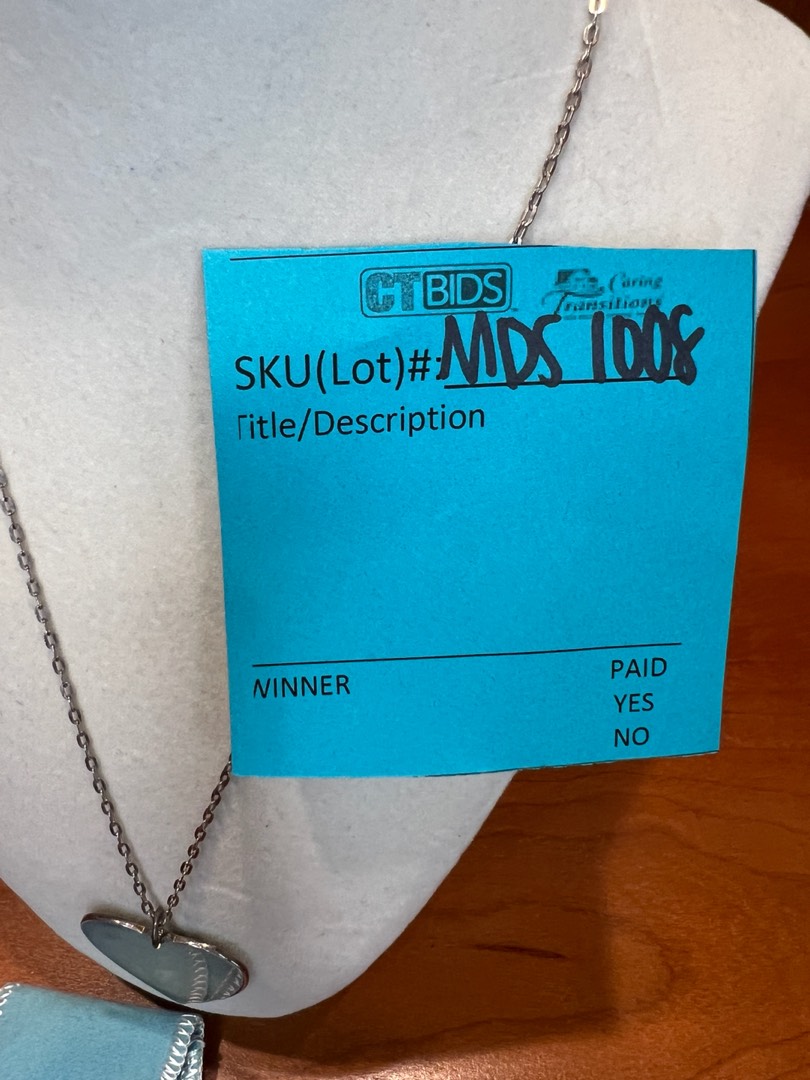 CTBIDS
Caring
Transitions
SKU(Lot)#: MDS 1008
Title/Description
WINNER
PAID
YES
NO